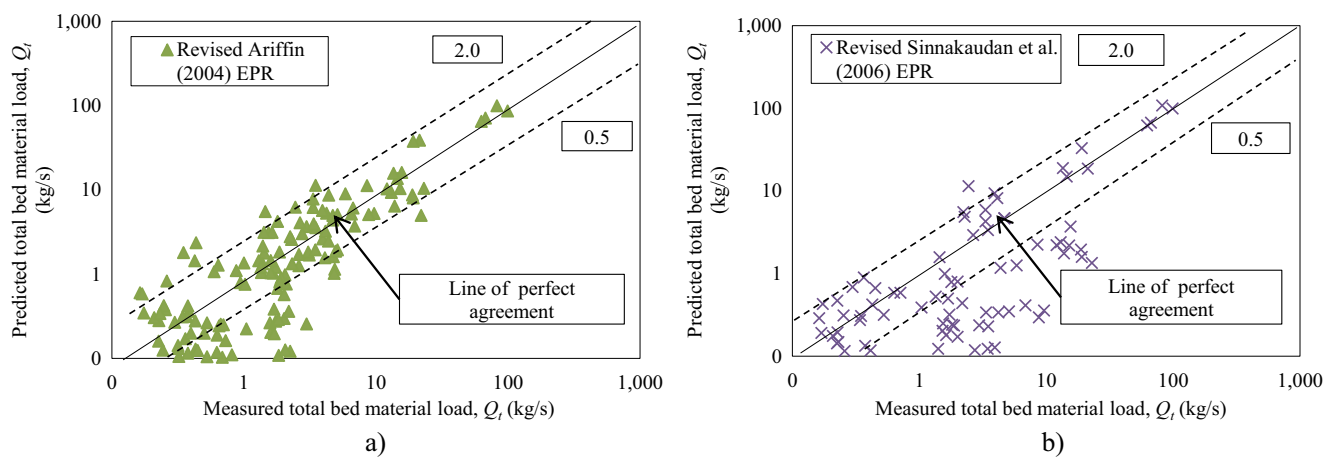 Predicted total bed material load, Qt
(kg/s)
1,000
100
10
1
0
Revised Ariffin
(2004) EPR
2.0
0.5
Line of perfect
agreement
0
1
10
100
1,000
Measured total bed material load, Qt (kg/s)
a)
Predicted total bed material load, Qt
(kg/s)
1,000
100
10
1
0
Revised Sinnakaudan et al.
(2006) EPR
2.0
0.5
Line of perfect
agreement
0
1
10
100
1,000
Measured total bed material load, Qt (kg/s)
b)